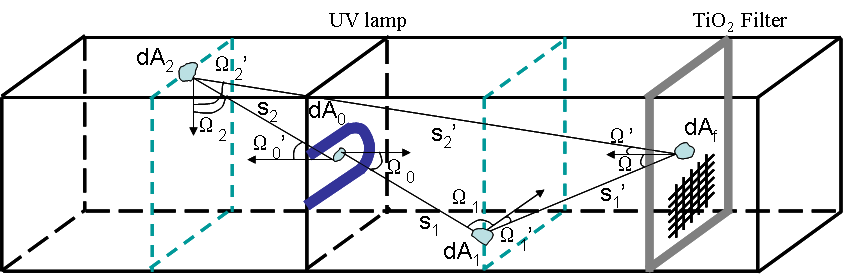 UV lamp
TiO2 Filter
dA2
Ω2'
dA0
s2
Ω2
Ω0'
s2'
Ω'
dAf
Ω
Ω0
Ω1
s1'
s1
Ω1'
dA1